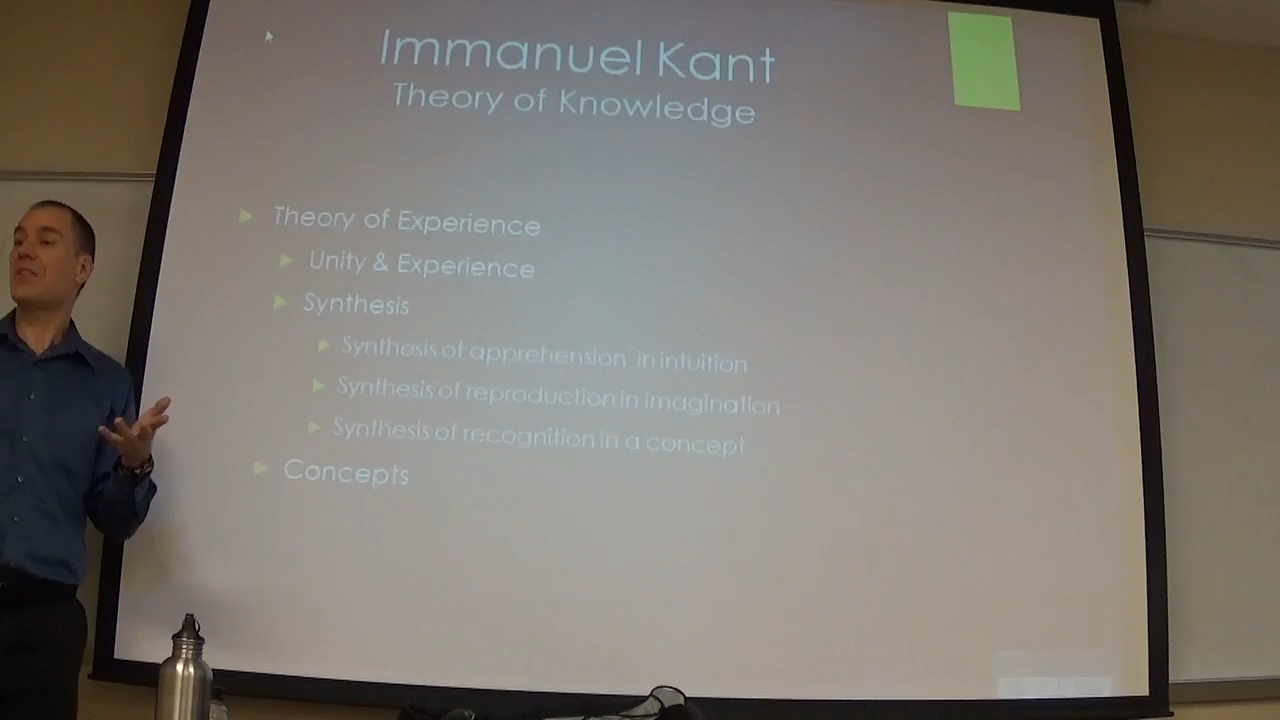 Immanuel Kant
Theory of Knowledge
Theory of Experience
Unity & Experience
Synthesis
Synthesis of apprehension in intuition
Synthesis of reproduction in imagination
Synthesis of recognition in a concept
Concepts